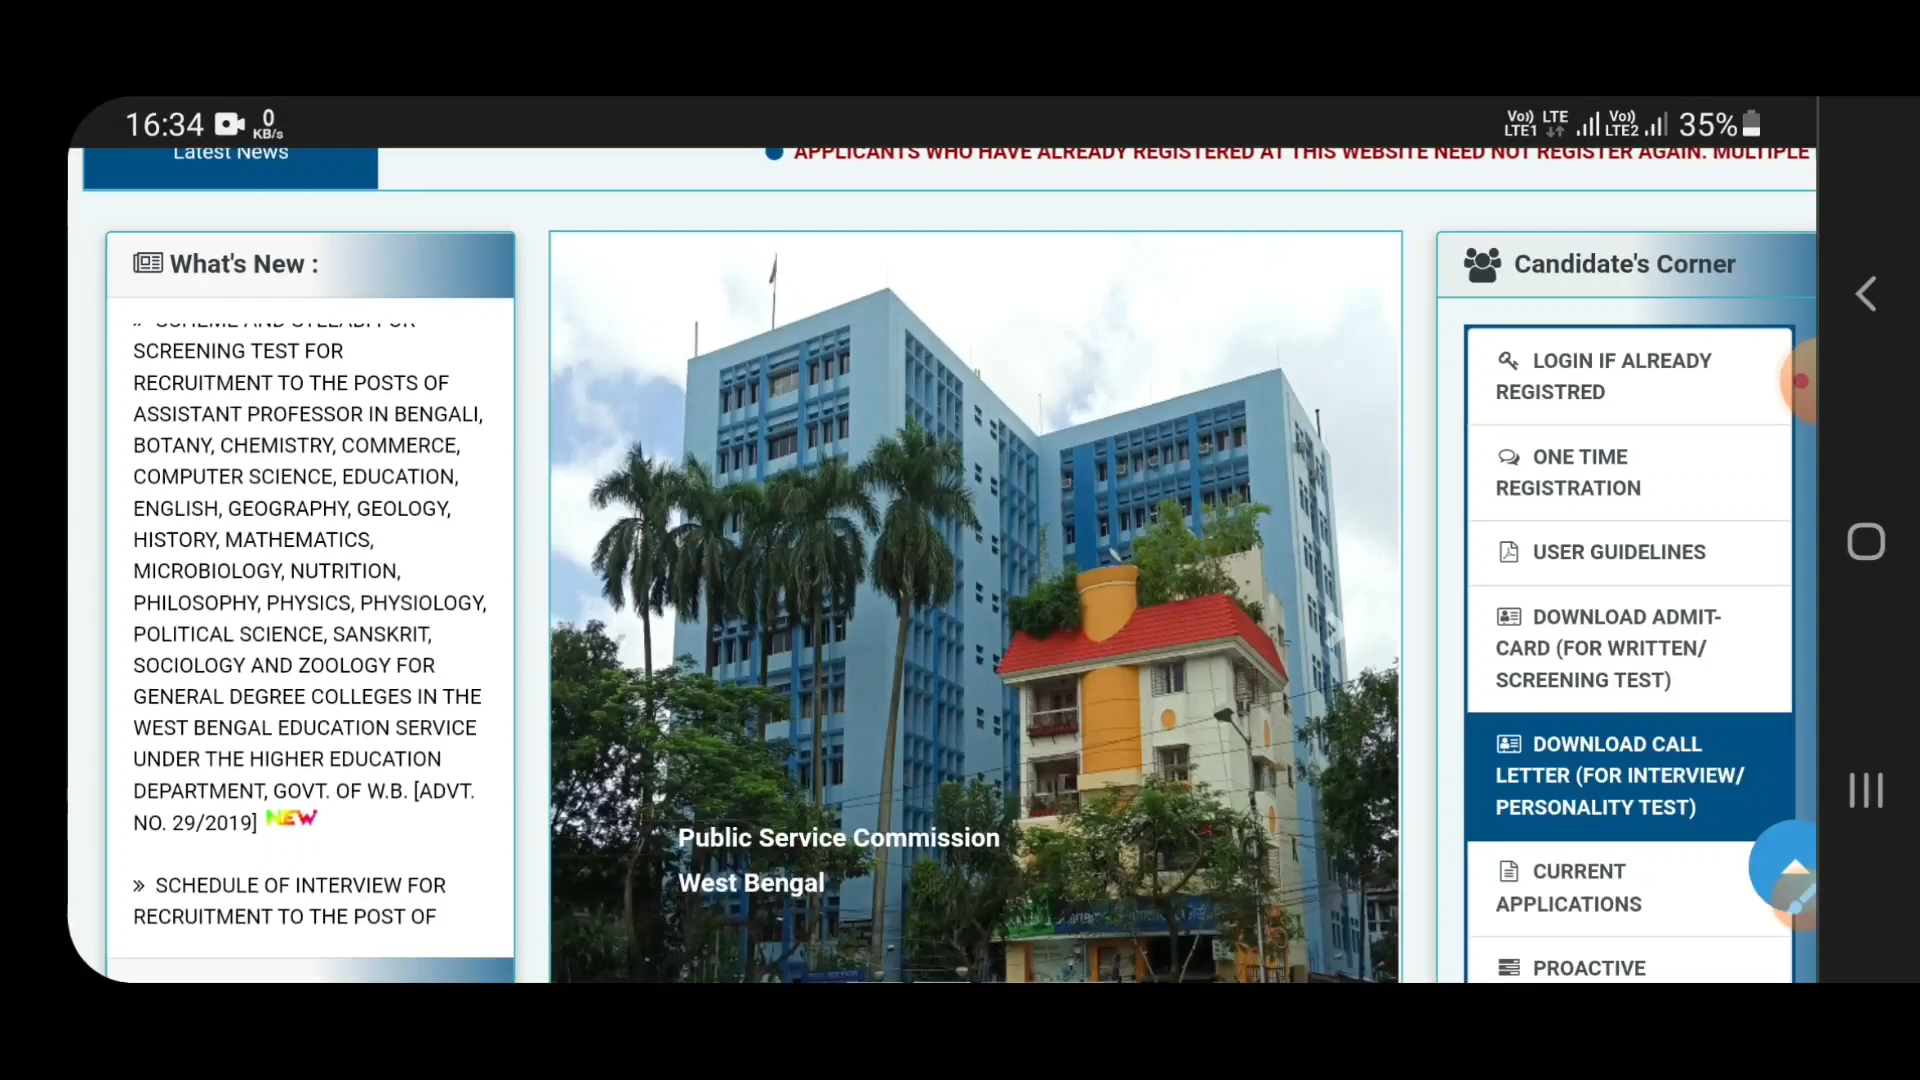 16:34 0 KB/s Vo) LTE1 LTE Vo) LTE2 35%
Latest News
APPLICANTS WHO HAVE ALREADY REGISTERED AT THIS WEBSITE NEED NOT REGISTER AGAIN. MULTIPLE
What's New :
» SCHEME AND SYLLABI FOR
SCREENING TEST FOR
RECRUITMENT TO THE POSTS OF
ASSISTANT PROFESSOR IN BENGALI,
BOTANY, CHEMISTRY, COMMERCE,
COMPUTER SCIENCE, EDUCATION,
ENGLISH, GEOGRAPHY, GEOLOGY,
HISTORY, MATHEMATICS,
MICROBIOLOGY, NUTRITION,
PHILOSOPHY, PHYSICS, PHYSIOLOGY,
POLITICAL SCIENCE, SANSKRIT,
SOCIOLOGY AND ZOOLOGY FOR
GENERAL DEGREE COLLEGES IN THE
WEST BENGAL EDUCATION SERVICE
UNDER THE HIGHER EDUCATION
DEPARTMENT, GOVT. OF W.B. [ADVT.
NO. 29/2019] NEW
» SCHEDULE OF INTERVIEW FOR
RECRUITMENT TO THE POST OF
Public Service Commission
West Bengal
Candidate's Corner
LOGIN IF ALREADY
REGISTRED
ONE TIME
REGISTRATION
USER GUIDELINES
DOWNLOAD ADMIT-
CARD (FOR WRITTEN/
SCREENING TEST)
DOWNLOAD CALL
LETTER (FOR INTERVIEW/
PERSONALITY TEST)
CURRENT
APPLICATIONS
PROACTIVE